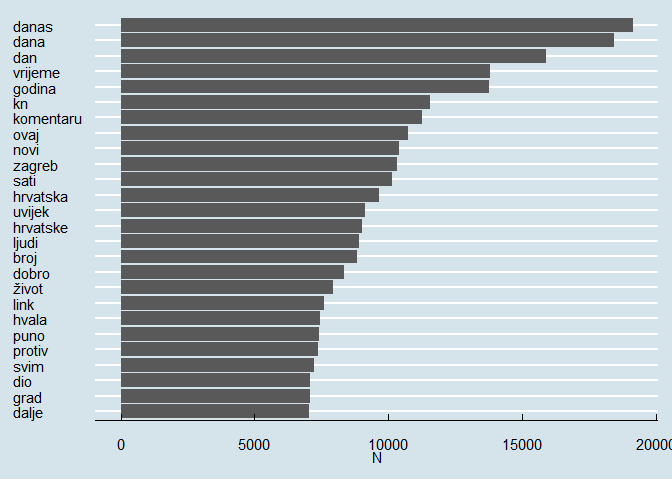 danas
dana
dan
vrijeme
godina
kn
komentaru
ovaj
novi
zagreb
sati
hrvatska
uvijek
hrvatske
ljudi
broj
dobro
život
link
hvala
puno
protiv
svim
dio
grad
dalje
0 5000 10000 15000 20000
N